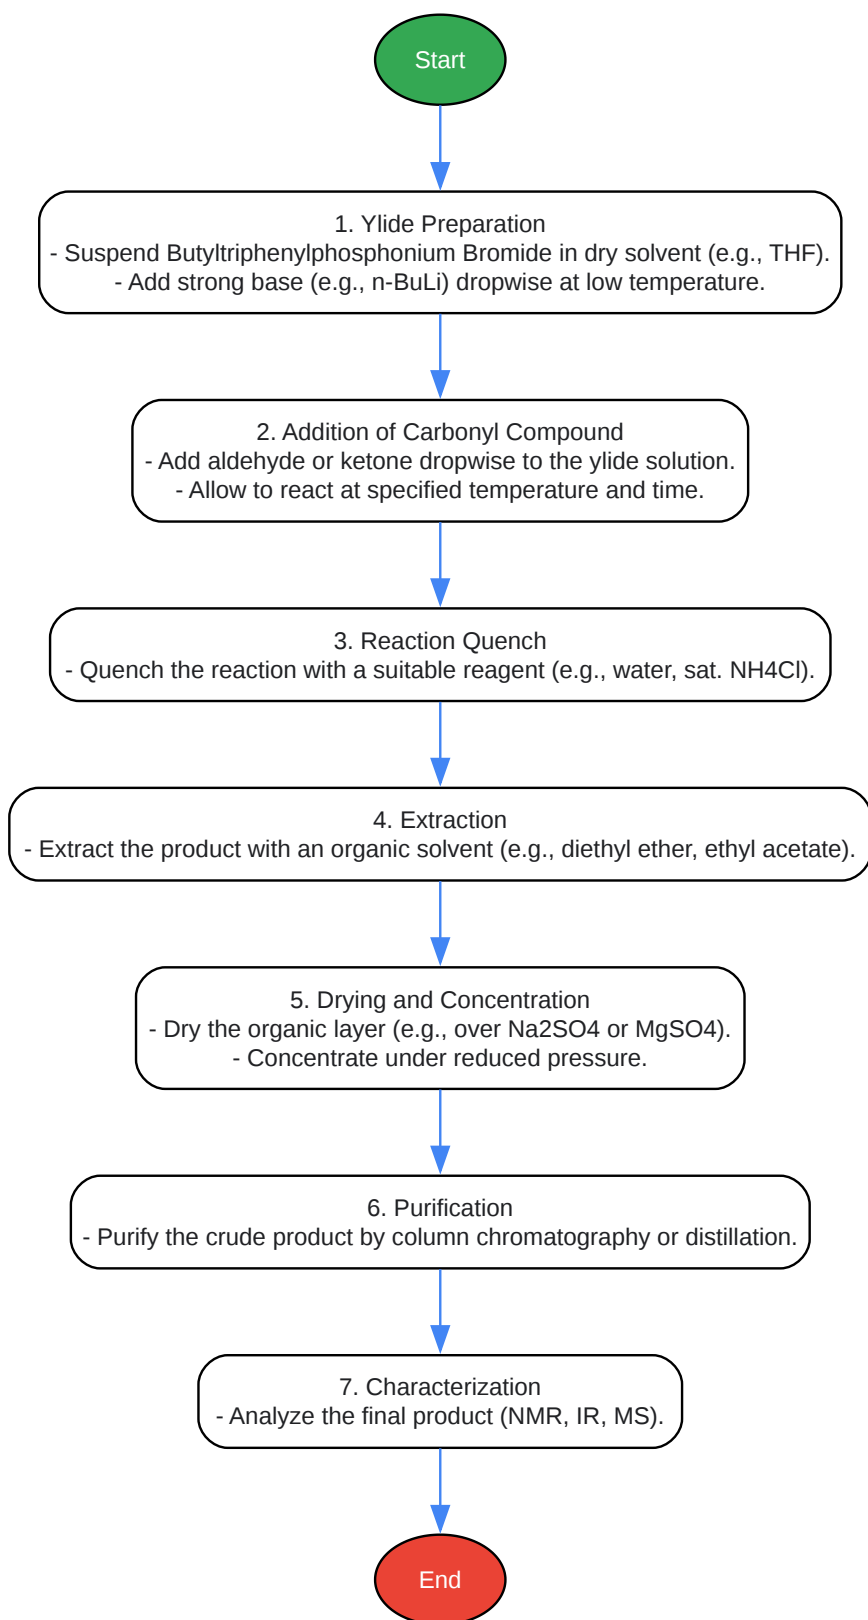 Start
1. Ylide Preparation
- Suspend Butyltriphenylphosphonium Bromide in dry solvent (e.g., THF).
- Add strong base (e.g., n-BuLi) dropwise at low temperature.
2. Addition of Carbonyl Compound
- Add aldehyde or ketone dropwise to the ylide solution.
- Allow to react at specified temperature and time.
3. Reaction Quench
- Quench the reaction with a suitable reagent (e.g., water, sat. NH4Cl).
4. Extraction
- Extract the product with an organic solvent (e.g., diethyl ether, ethyl acetate).
5. Drying and Concentration
- Dry the organic layer (e.g., over Na2SO4 or MgSO4).
- Concentrate under reduced pressure.
6. Purification
- Purify the crude product by column chromatography or distillation.
7. Characterization
- Analyze the final product (NMR, IR, MS).
End